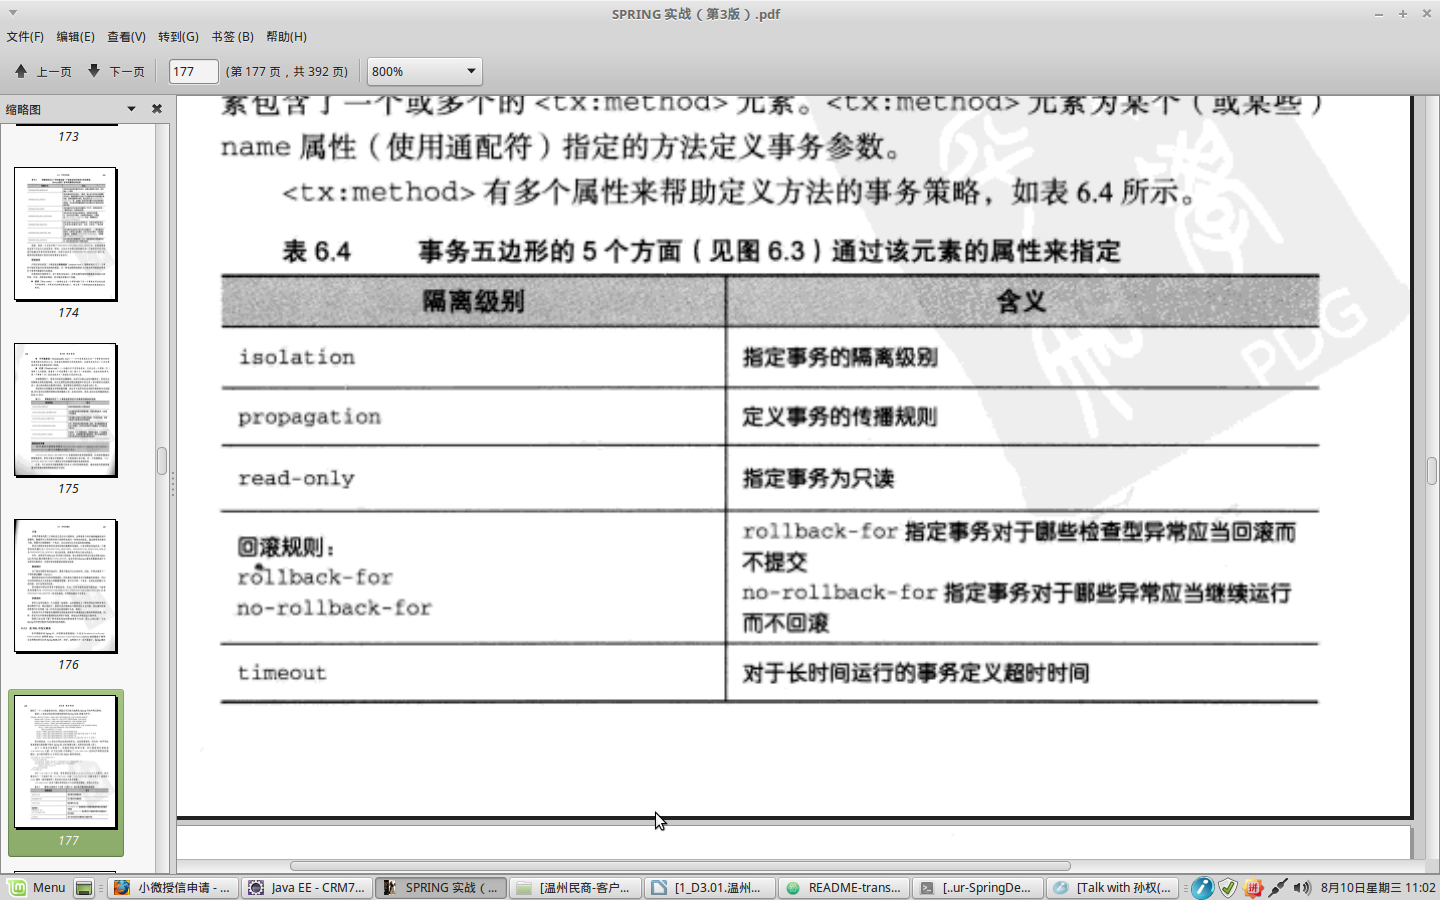 SPRING 实战（第3版）.pdf
文件(F) 编辑(E) 查看(V) 转到(G) 书签 (B) 帮助(H)
上一页 下一页 177 (第 177 页，共 392 页) 800%
缩略图
173
174
175
176
177
素包含了一个或多个的 <tx:method> 元素。<tx:method> 元素为某个（或某些）
name 属性（使用通配符）指定的方法定义事务参数。
<tx:method> 有多个属性来帮助定义方法的事务策略，如表 6.4 所示。
表 6.4 事务五边形的 5 个方面（见图 6.3）通过该元素的属性来指定
隔离级别 含义
isolation 指定事务的隔离级别
propagation 定义事务的传播规则
read-only 指定事务为只读
回滚规则：
rollback-for
no-rollback-for
rollback-for 指定事务对于哪些检查型异常应当回滚而
不提交
no-rollback-for 指定事务对于哪些异常应当继续运行
而不回滚
timeout 对于长时间运行的事务定义超时时间
PDG
Menu 小微授信申请 - ... Java EE - CRM7... SPRING 实战（... [温州民商-客户... [1_D3.01.温州... README-trans... [..ur-SpringDe... [Talk with 孙权(... 拼 8月10日星期三 11:02